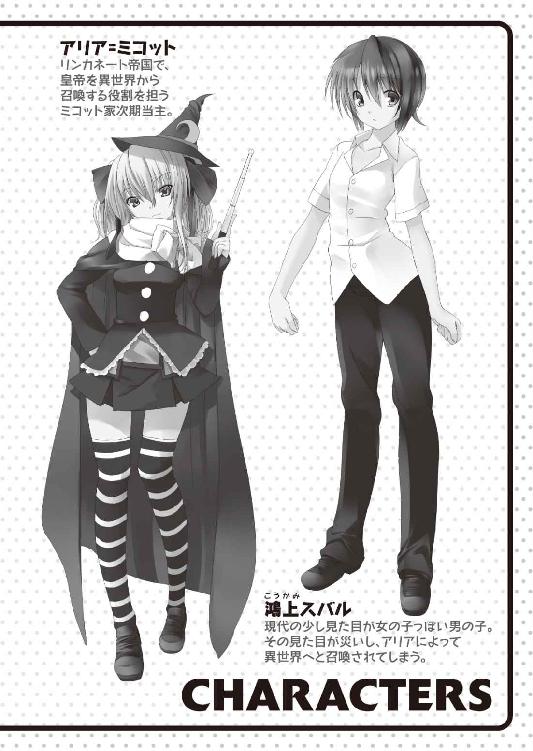 アリア=ミコット
リンカネート帝国で、
皇帝を異世界から
召喚する役割を担う
ミコット家次期当主。
こうかみ
鴻上スバル
現代の少し見た目が女の子っぽい男の子。
その見た目が災いし、アリアによって
異世界へと召喚されてしまう。
CHARACTERS